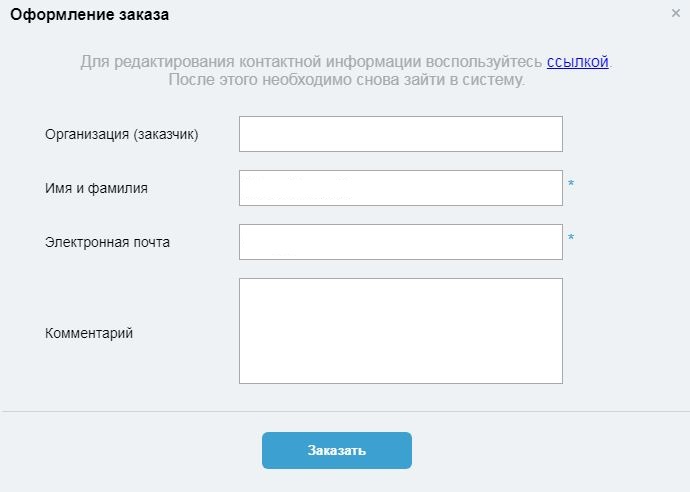 Оформление заказа ×
Для редактирования контактной информации воспользуйтесь ссылкой.
После этого необходимо снова зайти в систему.
Организация (заказчик)
Имя и фамилия *
Электронная почта *
Комментарий
Заказать